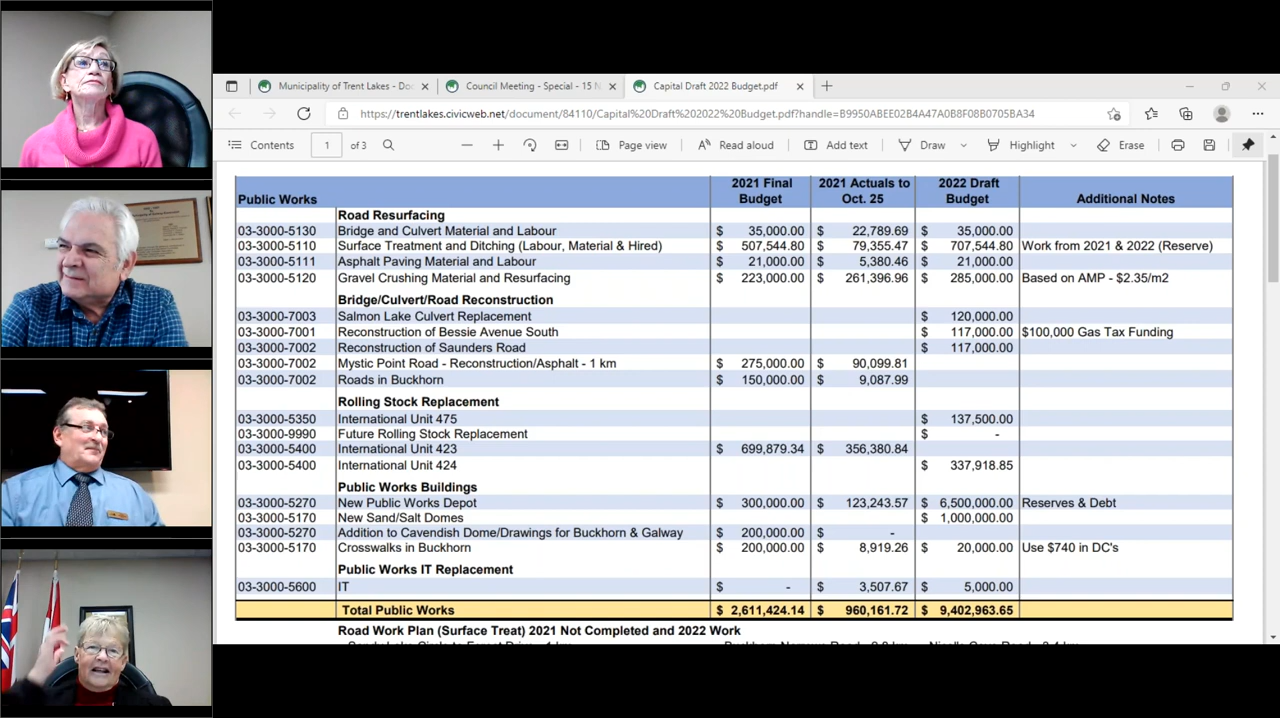 Municipality of Trent Lakes - Do
Council Meeting - Special - 15 N
Capital Draft 2022 Budget.pdf
https://trentlakes.civicweb.net/document/84110/Capital%20Draft%202022%20Budget.pdf?handle=B9950ABEE02B4A47A0B8F08B0705BA34
Contents 1 of 3 Page view Read aloud Add text Draw Highlight Erase
Public Works 2021 Final Budget 2021 Actuals to Oct. 25 2022 Draft Budget Additional Notes
Road Resurfacing
03-3000-5130 Bridge and Culvert Material and Labour $ 35,000.00 $ 22,789.69 $ 35,000.00
03-3000-5110 Surface Treatment and Ditching (Labour, Material & Hired) $ 507,544.80 $ 79,355.47 $ 707,544.80 Work from 2021 & 2022 (Reserve)
03-3000-5111 Asphalt Paving Material and Labour $ 21,000.00 $ 5,380.46 $ 21,000.00
03-3000-5120 Gravel Crushing Material and Resurfacing $ 223,000.00 $ 261,396.96 $ 285,000.00 Based on AMP - $2.35/m2
Bridge/Culvert/Road Reconstruction
03-3000-7003 Salmon Lake Culvert Replacement $ 120,000.00
03-3000-7001 Reconstruction of Bessie Avenue South $ 117,000.00 $100,000 Gas Tax Funding
03-3000-7002 Reconstruction of Saunders Road $ 117,000.00
03-3000-7002 Mystic Point Road - Reconstruction/Asphalt - 1 km $ 275,000.00 $ 90,099.81
03-3000-7002 Roads in Buckhorn $ 150,000.00 $ 9,087.99
Rolling Stock Replacement
03-3000-5350 International Unit 475 $ 137,500.00
03-3000-9990 Future Rolling Stock Replacement $ -
03-3000-5400 International Unit 423 $ 699,879.34 $ 356,380.84
03-3000-5400 International Unit 424 $ 337,918.85
Public Works Buildings
03-3000-5270 New Public Works Depot $ 300,000.00 $ 123,243.57 $ 6,500,000.00 Reserves & Debt
03-3000-5170 New Sand/Salt Domes $ 1,000,000.00
03-3000-5270 Addition to Cavendish Dome/Drawings for Buckhorn & Galway $ 200,000.00 $ -
03-3000-5170 Crosswalks in Buckhorn $ 200,000.00 $ 8,919.26 $ 20,000.00 Use $740 in DC's
Public Works IT Replacement
03-3000-5600 IT $ - $ 3,507.67 $ 5,000.00
Total Public Works $ 2,611,424.14 $ 960,161.72 $ 9,402,963.65
Road Work Plan (Surface Treat) 2021 Not Completed and 2022 Work